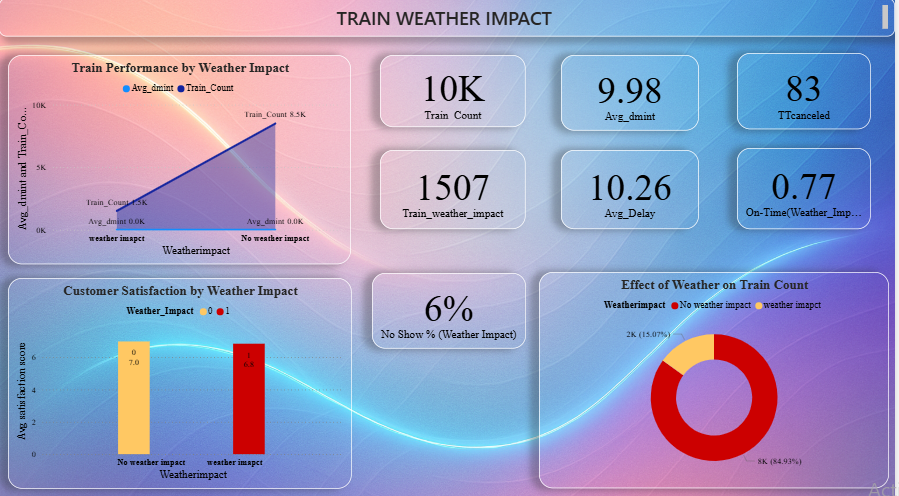 TRAIN WEATHER IMPACT
Train Performance by Weather Impact
Avg_dmint Train_Count
Avg_dmint and Train_Co...
10K
5K
0K
Train_Count 8.5K
Train_Count 1.5K
Avg_dmint 0.0K
Avg_dmint 0.0K
weather imapct
No weather impact
Weatherimpact
10K
Train_Count
9.98
Avg_dmint
83
TTcanceled
1507
Train_weather_impact
10.26
Avg_Delay
0.77
On-Time(Weather_Imp...
Customer Satisfaction by Weather Impact
Weather_Impact 0 1
Avg satisfaction score
6
4
2
0
0
7.0
1
6.8
No weather impact
weather imapct
Weatherimpact
6%
No Show % (Weather Impact)
Effect of Weather on Train Count
Weatherimpact No weather impact weather imapct
2K (15.07%)
8K (84.93%)